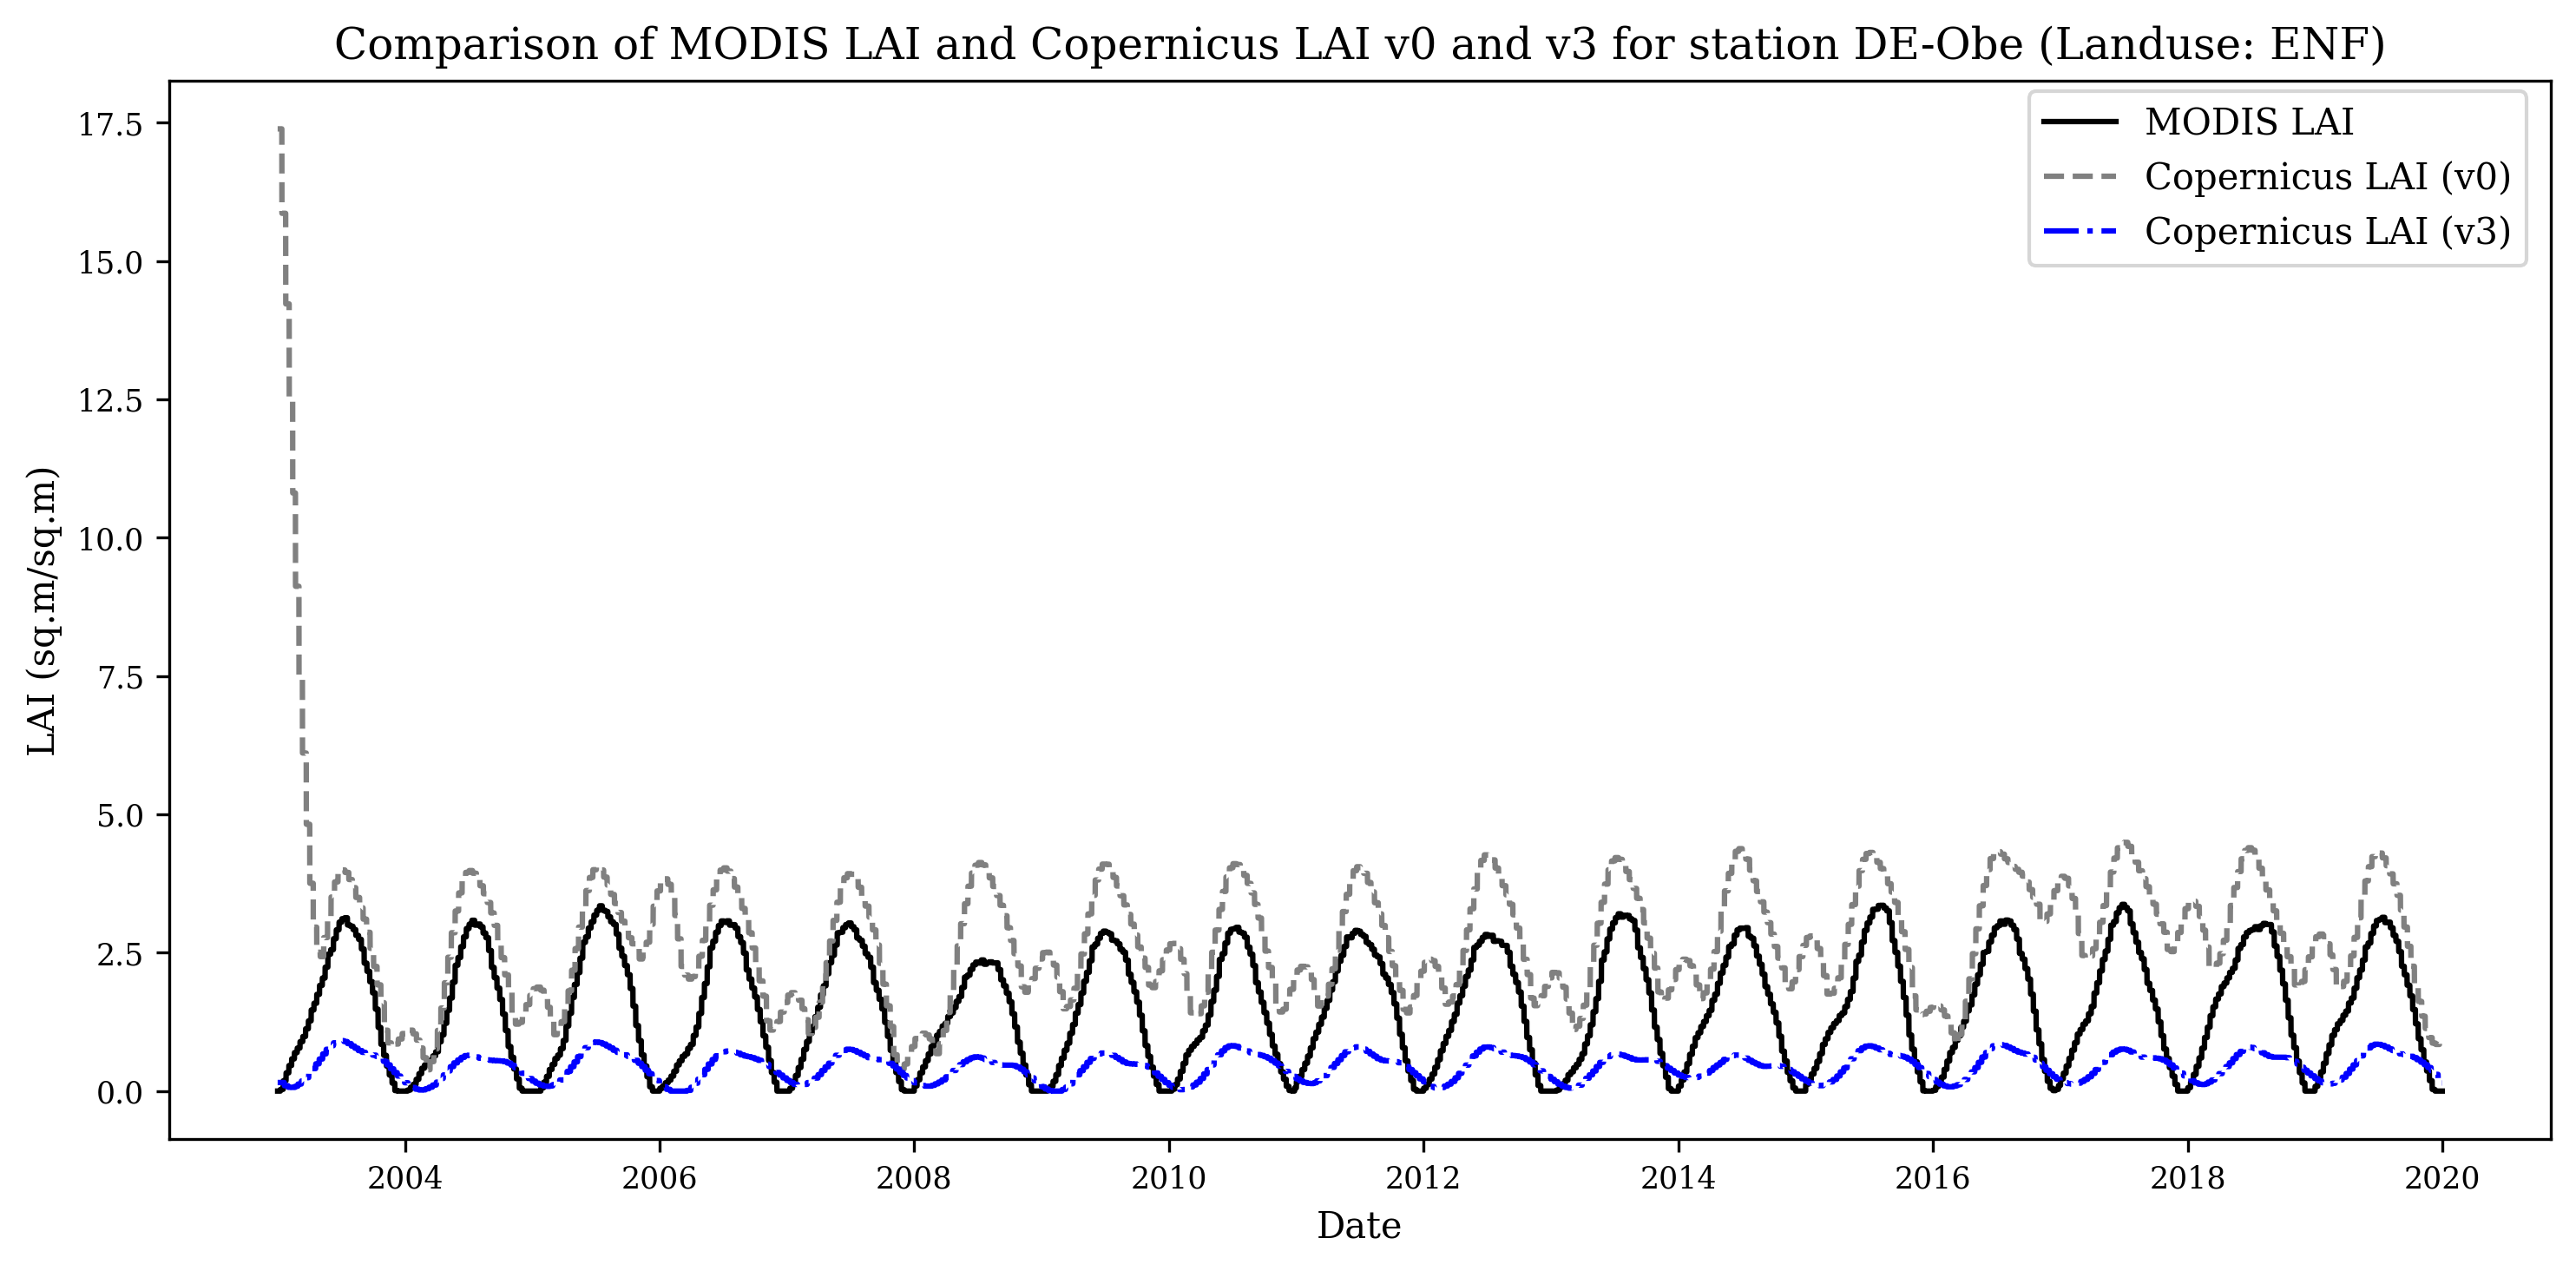 Comparison of MODIS LAI and Copernicus LAI v0 and v3 for station DE-Obe (Landuse: ENF)
MODIS LAI
Copernicus LAI (v0)
Copernicus LAI (v3)
LAI (sq.m/sq.m)
17.5
15.0
12.5
10.0
7.5
5.0
2.5
0.0
2004 2006 2008 2010 2012 2014 2016 2018 2020
Date